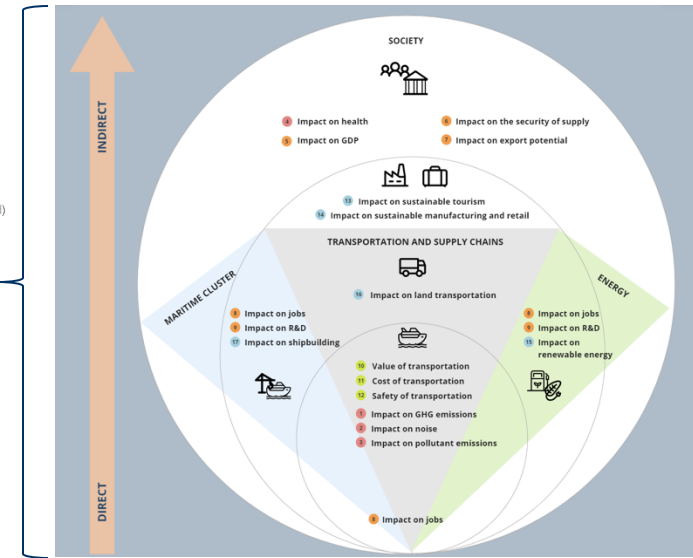 SOCIETY
4 Impact on health
5 Impact on GDP
6 Impact on the security of supply
7 Impact on export potential
INDIRECT
13 Impact on sustainable tourism
14 Impact on sustainable manufacturing and retail
TRANSPORTATION AND SUPPLY CHAINS
16 Impact on land transportation
MARITIME CLUSTER
8 Impact on jobs
9 Impact on R&D
17 Impact on shipbuilding
ENERGY
8 Impact on jobs
9 Impact on R&D
15 Impact on
renewable energy
10 Value of transportation
11 Cost of transportation
12 Safety of transportation
1 Impact on GHG emissions
2 Impact on noise
3 Impact on pollutant emissions
8 Impact on jobs
DIRECT